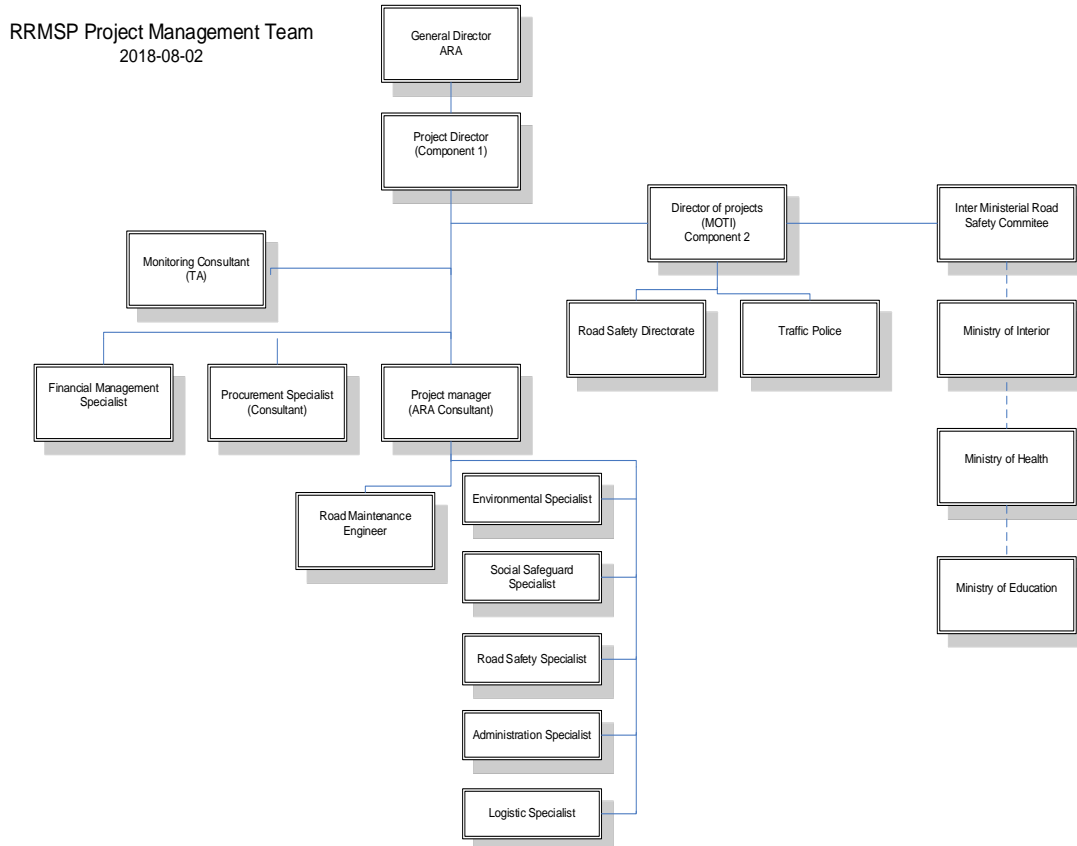 RRMSP Project Management Team
2018-08-02
General Director
ARA
Project Director
(Component 1)
Director of projects
(MOTI)
Component 2
Inter Ministerial Road
Safety Commitee
Monitoring Consultant
(TA)
Road Safety Directorate
Traffic Police
Ministry of Interior
Financial Management
Specialist
Procurement Specialist
(Consultant)
Project manager
(ARA Consultant)
Ministry of Health
Road Maintenance
Engineer
Environmental Specialist
Social Safeguard
Specialist
Ministry of Education
Road Safety Specialist
Administration Specialist
Logistic Specialist